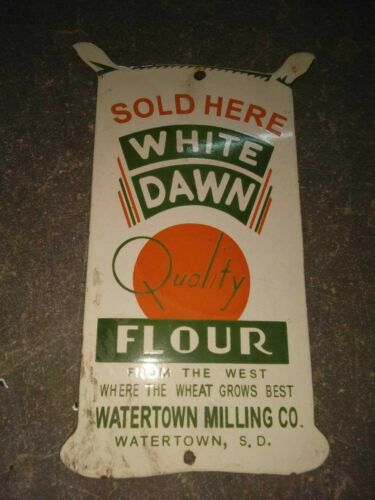 SOLD HERE
WHITE
DAWN
Quality
FLOUR
FROM THE WEST
WHERE THE WHEAT GROWS BEST
WATERTOWN MILLING CO.
WATERTOWN, S. D.